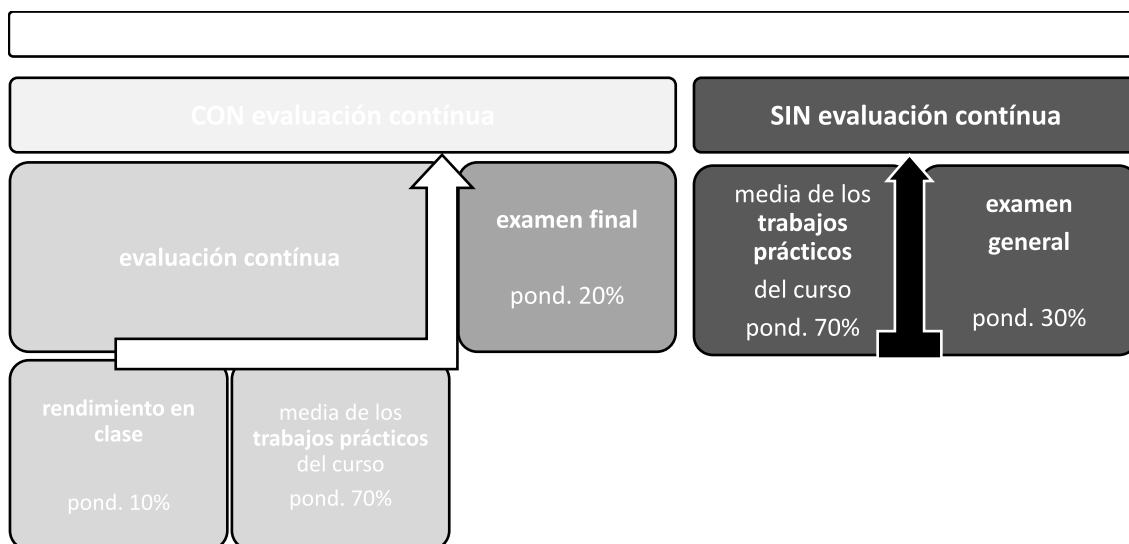 CON evaluación contínua
SIN evaluación contínua
evaluación contínua
examen final
pond. 20%
media de los
trabajos
prácticos
del curso
pond. 70%
examen
general
pond. 30%
rendimiento en
clase
pond. 10%
media de los
trabajos prácticos
del curso
pond. 70%